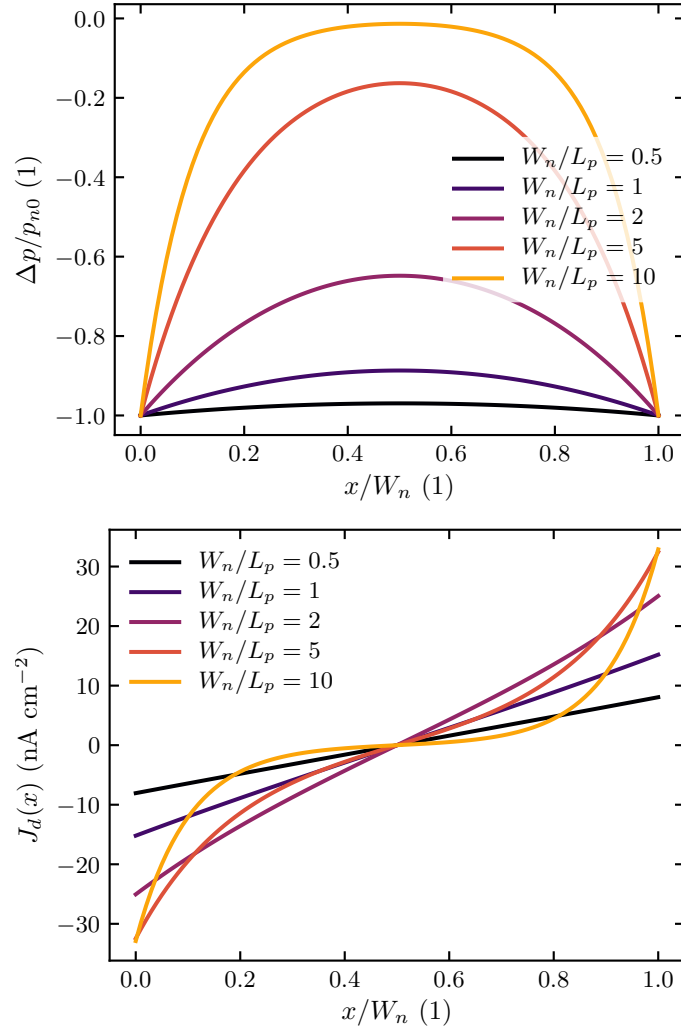 0.0
−0.2
−0.4
−0.6
−0.8
−1.0
Δp/p_{n0} (1)
W_n/L_p = 0.5
W_n/L_p = 1
W_n/L_p = 2
W_n/L_p = 5
W_n/L_p = 10
0.0 0.2 0.4 0.6 0.8 1.0
x/W_n (1)
30
20
10
0
−10
−20
−30
J_d(x) (nA cm⁻²)
W_n/L_p = 0.5
W_n/L_p = 1
W_n/L_p = 2
W_n/L_p = 5
W_n/L_p = 10
0.0 0.2 0.4 0.6 0.8 1.0
x/W_n (1)